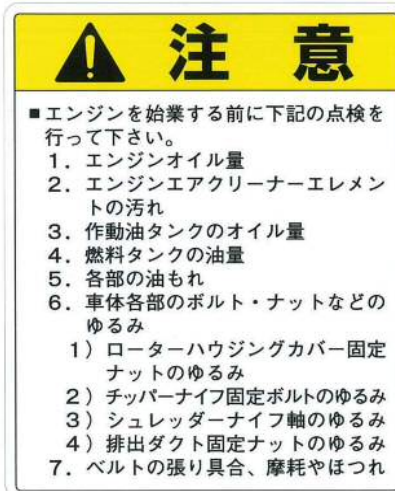 注 意
■エンジンを始業する前に下記の点検を
行って下さい。
1．エンジンオイル量
2．エンジンエアクリーナーエレメン
トの汚れ
3．作動油タンクのオイル量
4．燃料タンクの油量
5．各部の油もれ
6．車体各部のボルト・ナットなどの
ゆるみ
1）ローターハウジングカバー固定
ナットのゆるみ
2）チッパーナイフ固定ボルトのゆるみ
3）シュレッダーナイフ軸のゆるみ
4）排出ダクト固定ナットのゆるみ
7．ベルトの張り具合、摩耗やほつれ